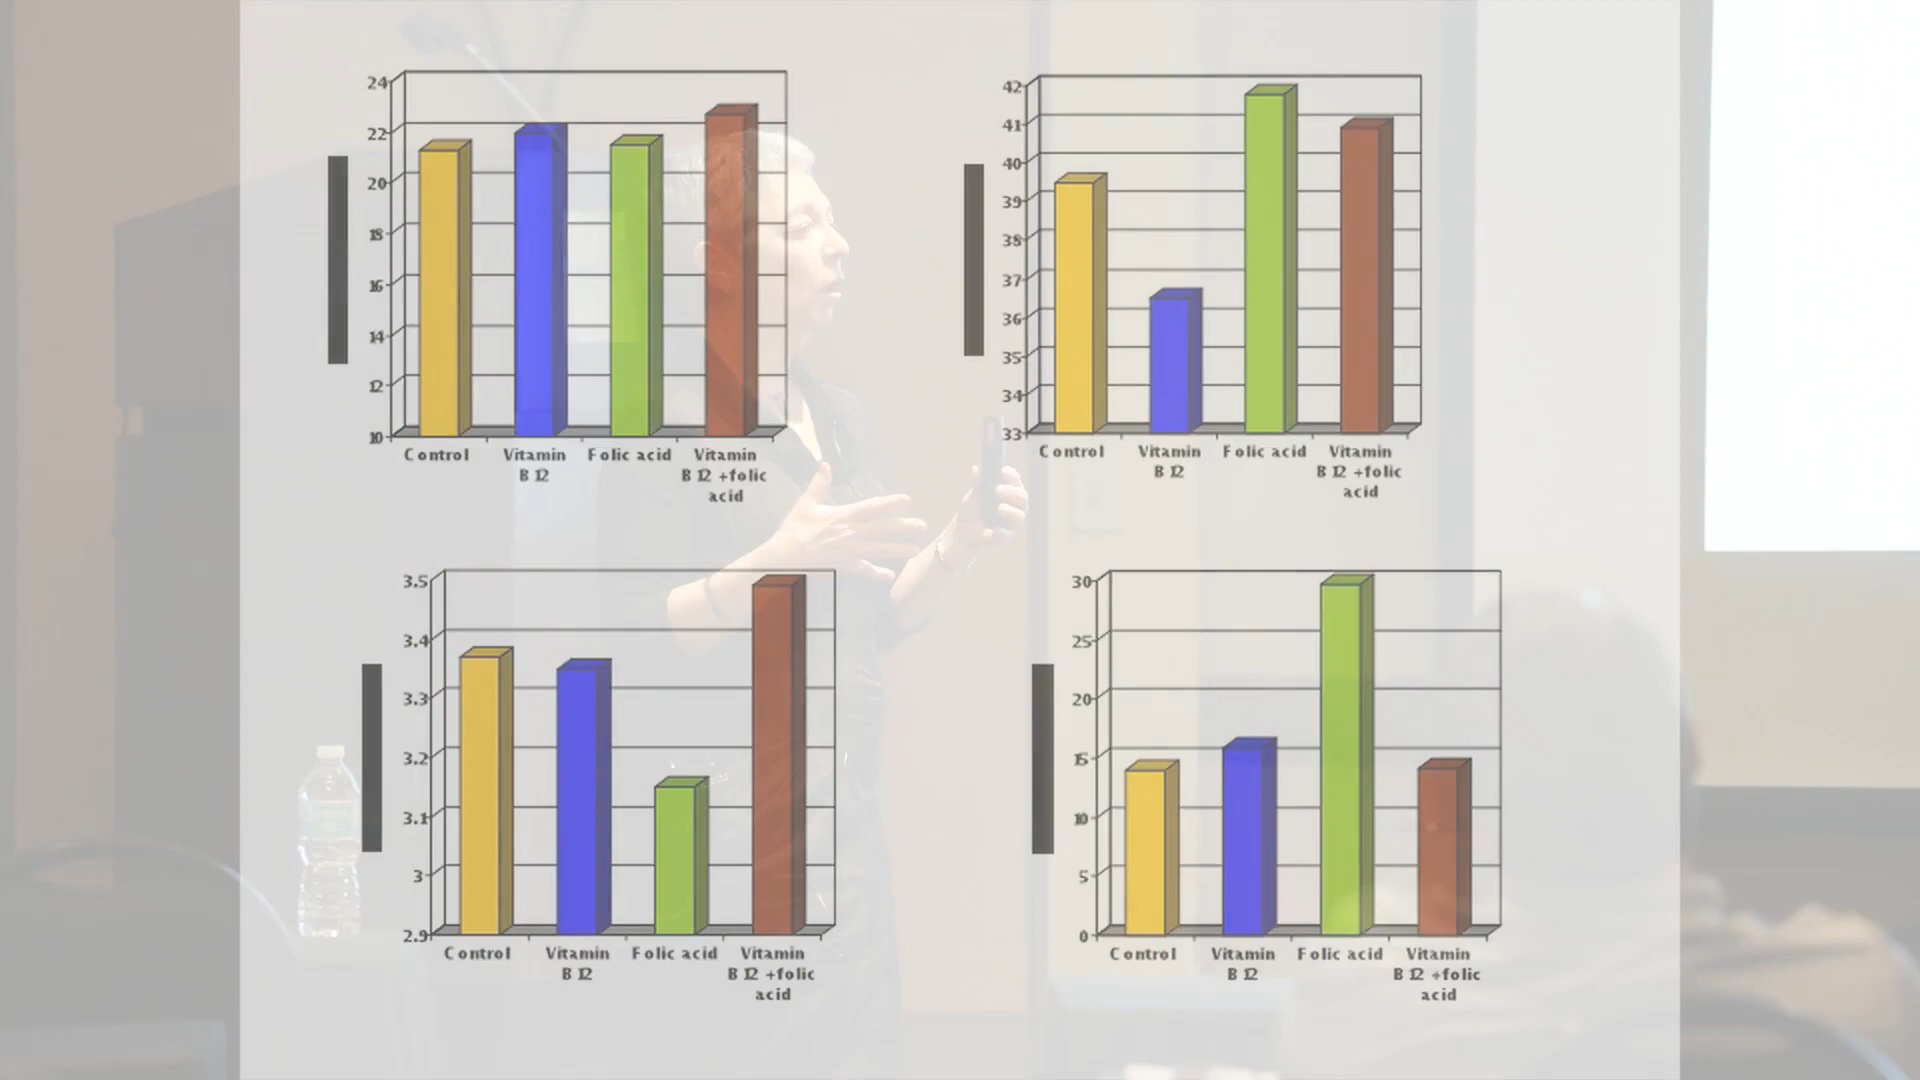 24
22
20
18
16
14
12
10
Control
Vitamin
B 12
Folic acid
Vitamin
B 12 +folic
acid
42
41
40
39
38
37
36
35
34
33
Control
Vitamin
B 12
Folic acid
Vitamin
B 12 +folic
acid
3.5
3.4
3.3
3.2
3.1
3
2.9
Control
Vitamin
B 12
Folic acid
Vitamin
B 12 +folic
acid
30
25
20
15
10
5
0
Control
Vitamin
B 12
Folic acid
Vitamin
B 12 +folic
acid